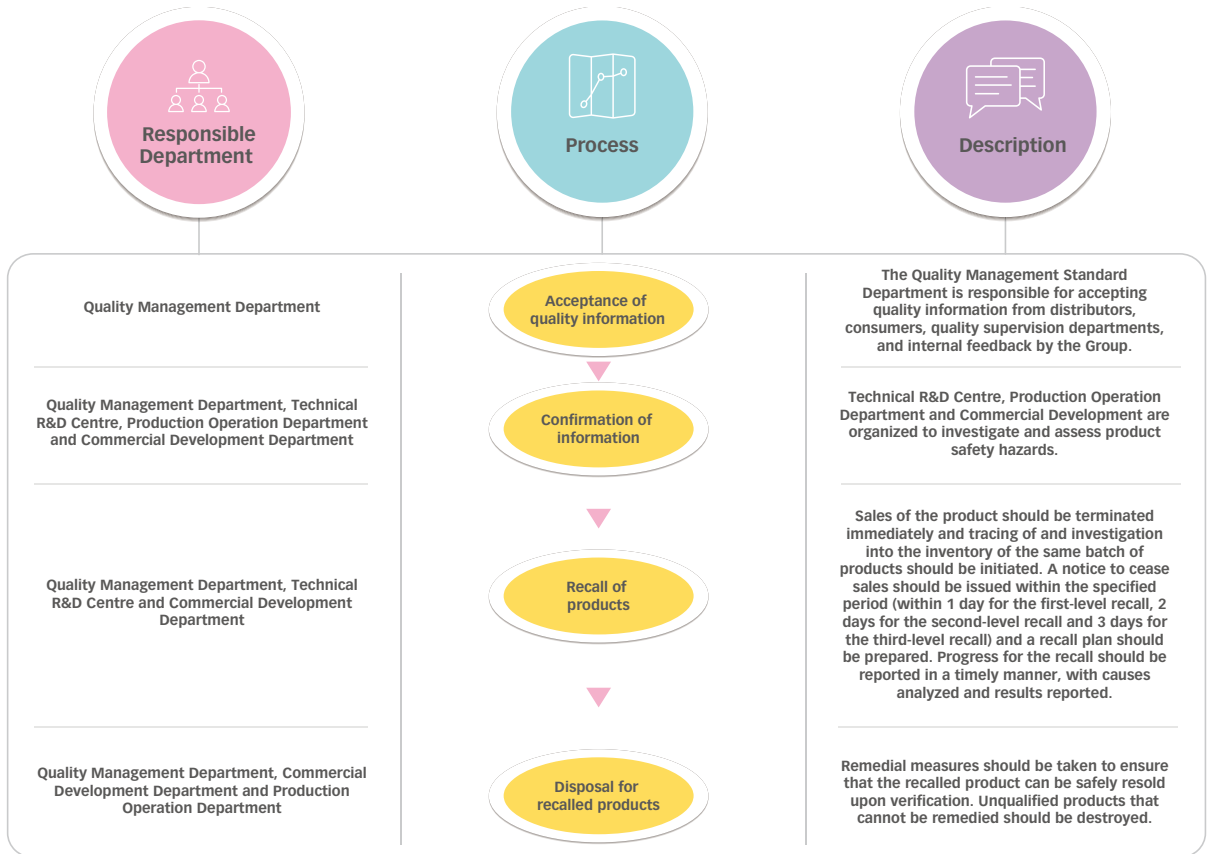 Responsible
Department
Process
Description
Quality Management Department
Acceptance of
quality information
The Quality Management Standard
Department is responsible for accepting
quality information from distributors,
consumers, quality supervision departments,
and internal feedback by the Group.
Quality Management Department, Technical
R&D Centre, Production Operation Department
and Commercial Development Department
Confirmation of
information
Technical R&D Centre, Production Operation
Department and Commercial Development are
organized to investigate and assess product
safety hazards.
Quality Management Department, Technical
R&D Centre and Commercial Development
Department
Recall of
products
Sales of the product should be terminated
immediately and tracing of and investigation
into the inventory of the same batch of
products should be initiated. A notice to cease
sales should be issued within the specified
period (within 1 day for the first-level recall, 2
days for the second-level recall and 3 days for
the third-level recall) and a recall plan should
be prepared. Progress for the recall should be
reported in a timely manner, with causes
analyzed and results reported.
Quality Management Department, Commercial
Development Department and Production
Operation Department
Disposal for
recalled products
Remedial measures should be taken to ensure
that the recalled product can be safely resold
upon verification. Unqualified products that
cannot be remedied should be destroyed.